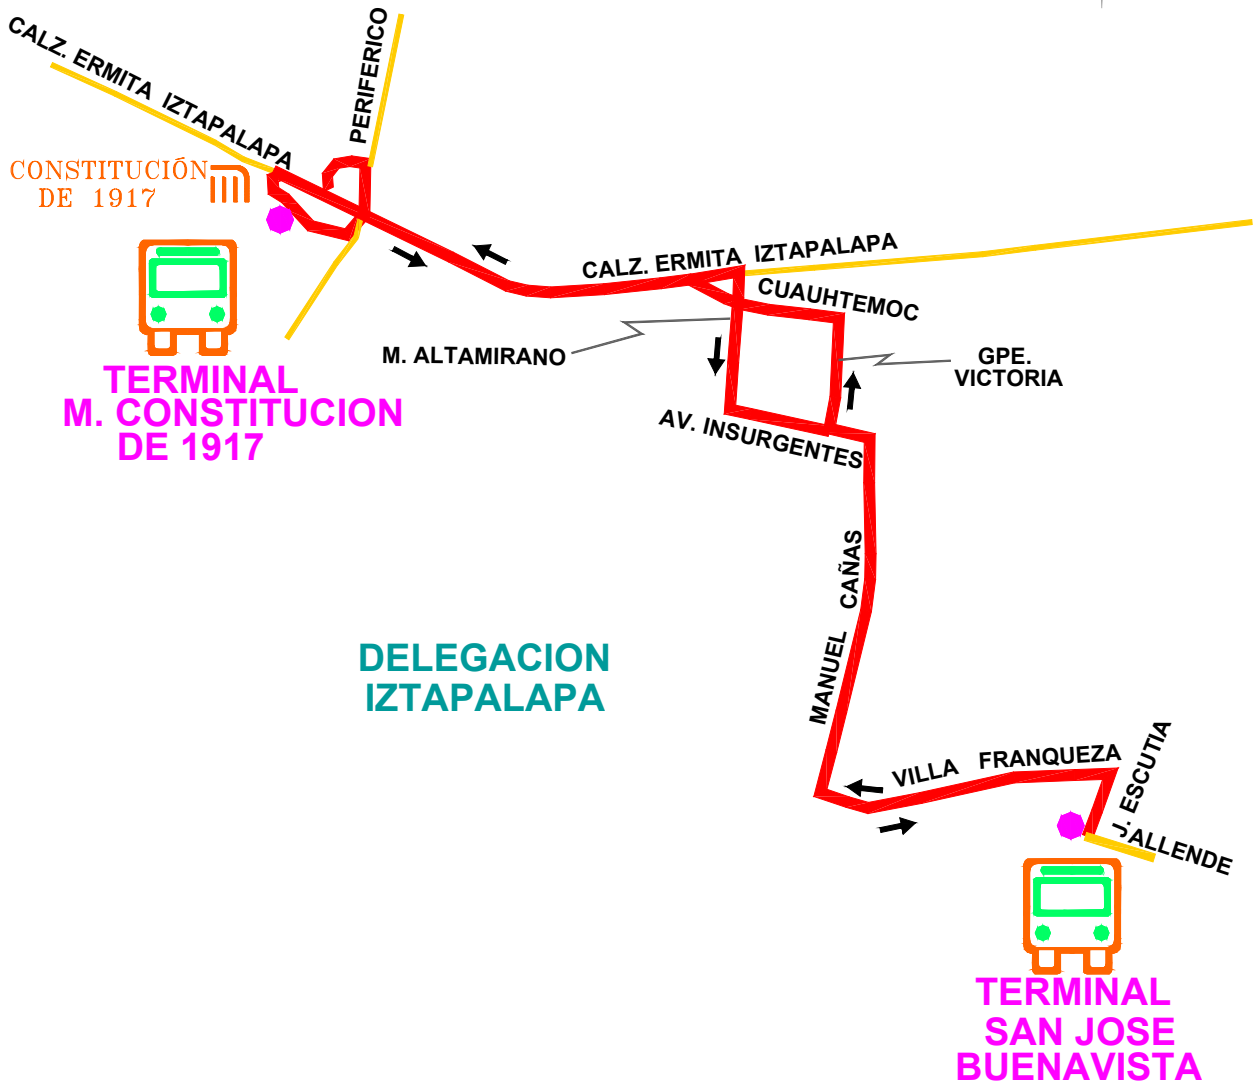 CALZ. ERMITA IZTAPALAPA
PERIFERICO
CONSTITUCIÓN
DE 1917
TERMINAL
M. CONSTITUCION
DE 1917
CALZ. ERMITA IZTAPALAPA
CUAUHTEMOC
M. ALTAMIRANO
GPE.
VICTORIA
AV. INSURGENTES
MANUEL CAÑAS
DELEGACION
IZTAPALAPA
VILLA FRANQUEZA
J. ESCUTIA
ALLENDE
TERMINAL
SAN JOSE
BUENAVISTA